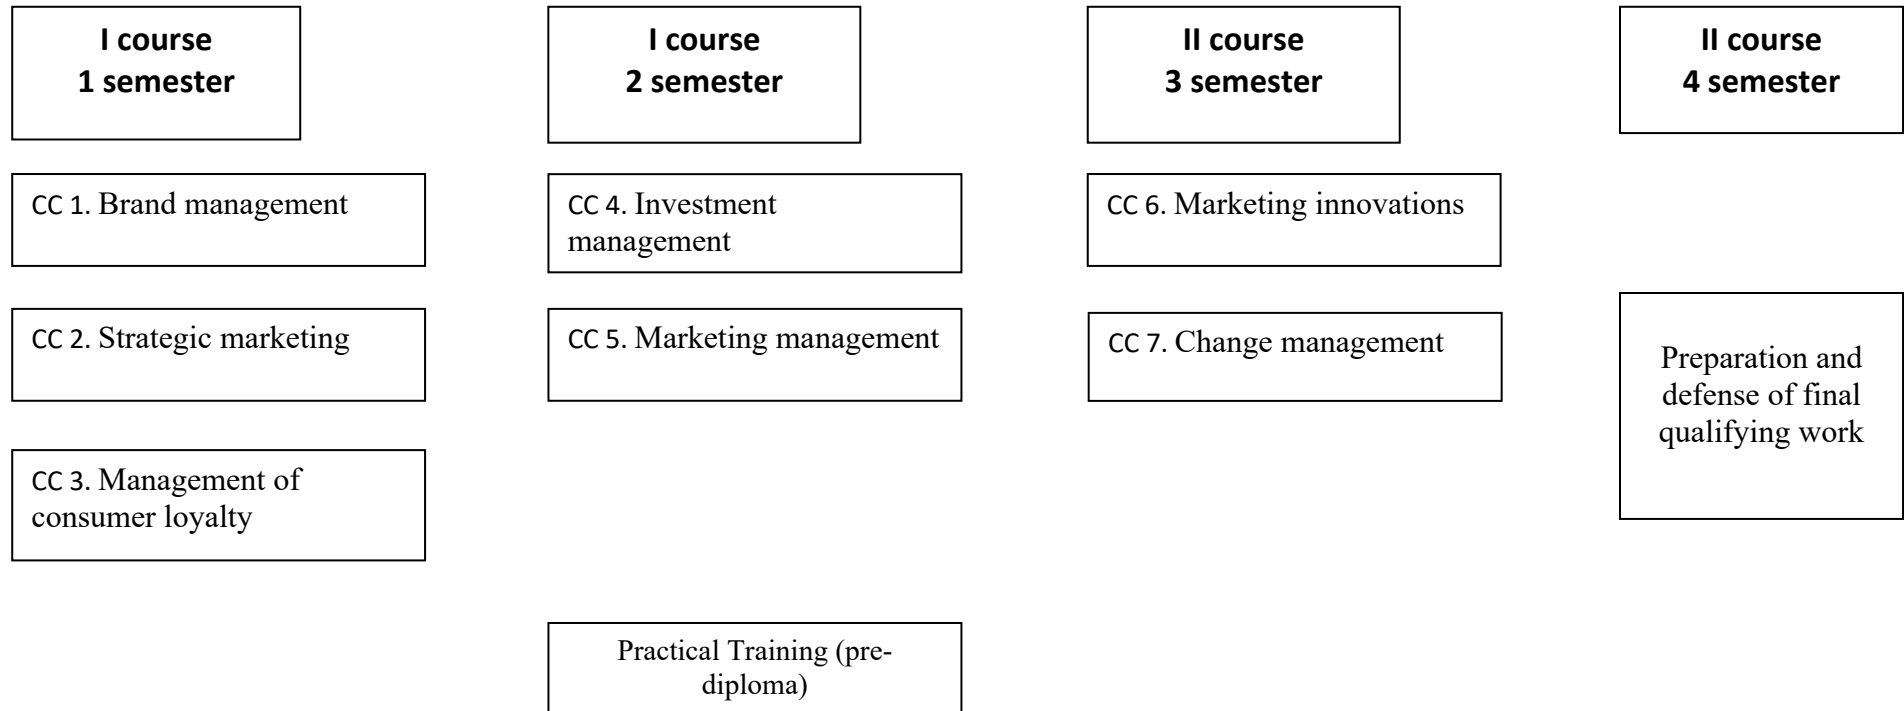 I course
1 semester
I course
2 semester
II course
3 semester
II course
4 semester
CC 1. Brand management
CC 4. Investment
management
CC 6. Marketing innovations
CC 2. Strategic marketing
CC 5. Marketing management
CC 7. Change management
Preparation and
defense of final
qualifying work
CC 3. Management of
consumer loyalty
Practical Training (pre-
diploma)